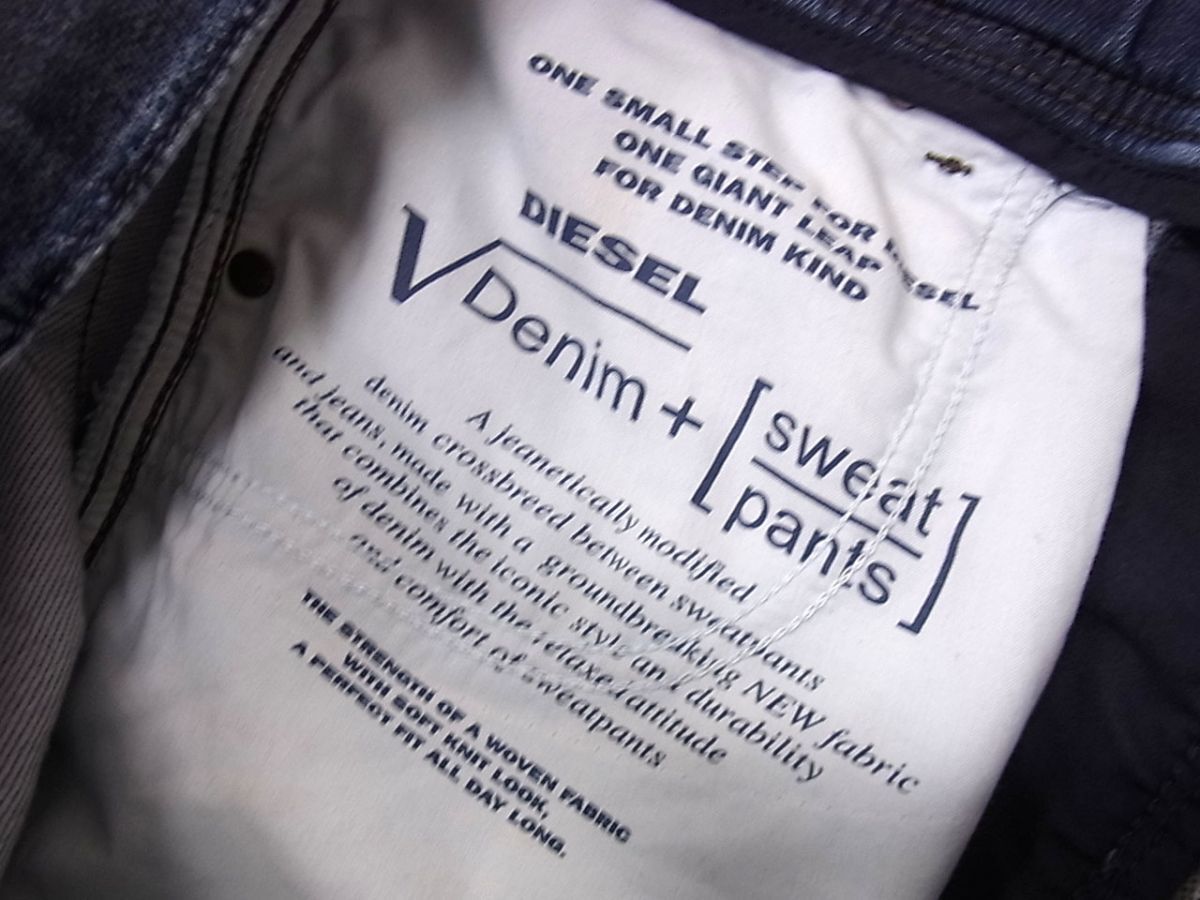 ONE SMALL STEP FOR DIESEL
ONE GIANT LEAP
FOR DENIM KIND
DIESEL
√Denim + [sweat
pants]
A jeanetically modified
denim crossbreed between sweatpants
and jeans, made with a groundbreaking NEW fabric
that combines the iconic style and durability
of denim with the relaxed attitude
and comfort of sweatpants
THE STRENGTH OF A WOVEN FABRIC
WITH SOFT KNIT LOOK,
A PERFECT FIT ALL DAY LONG.